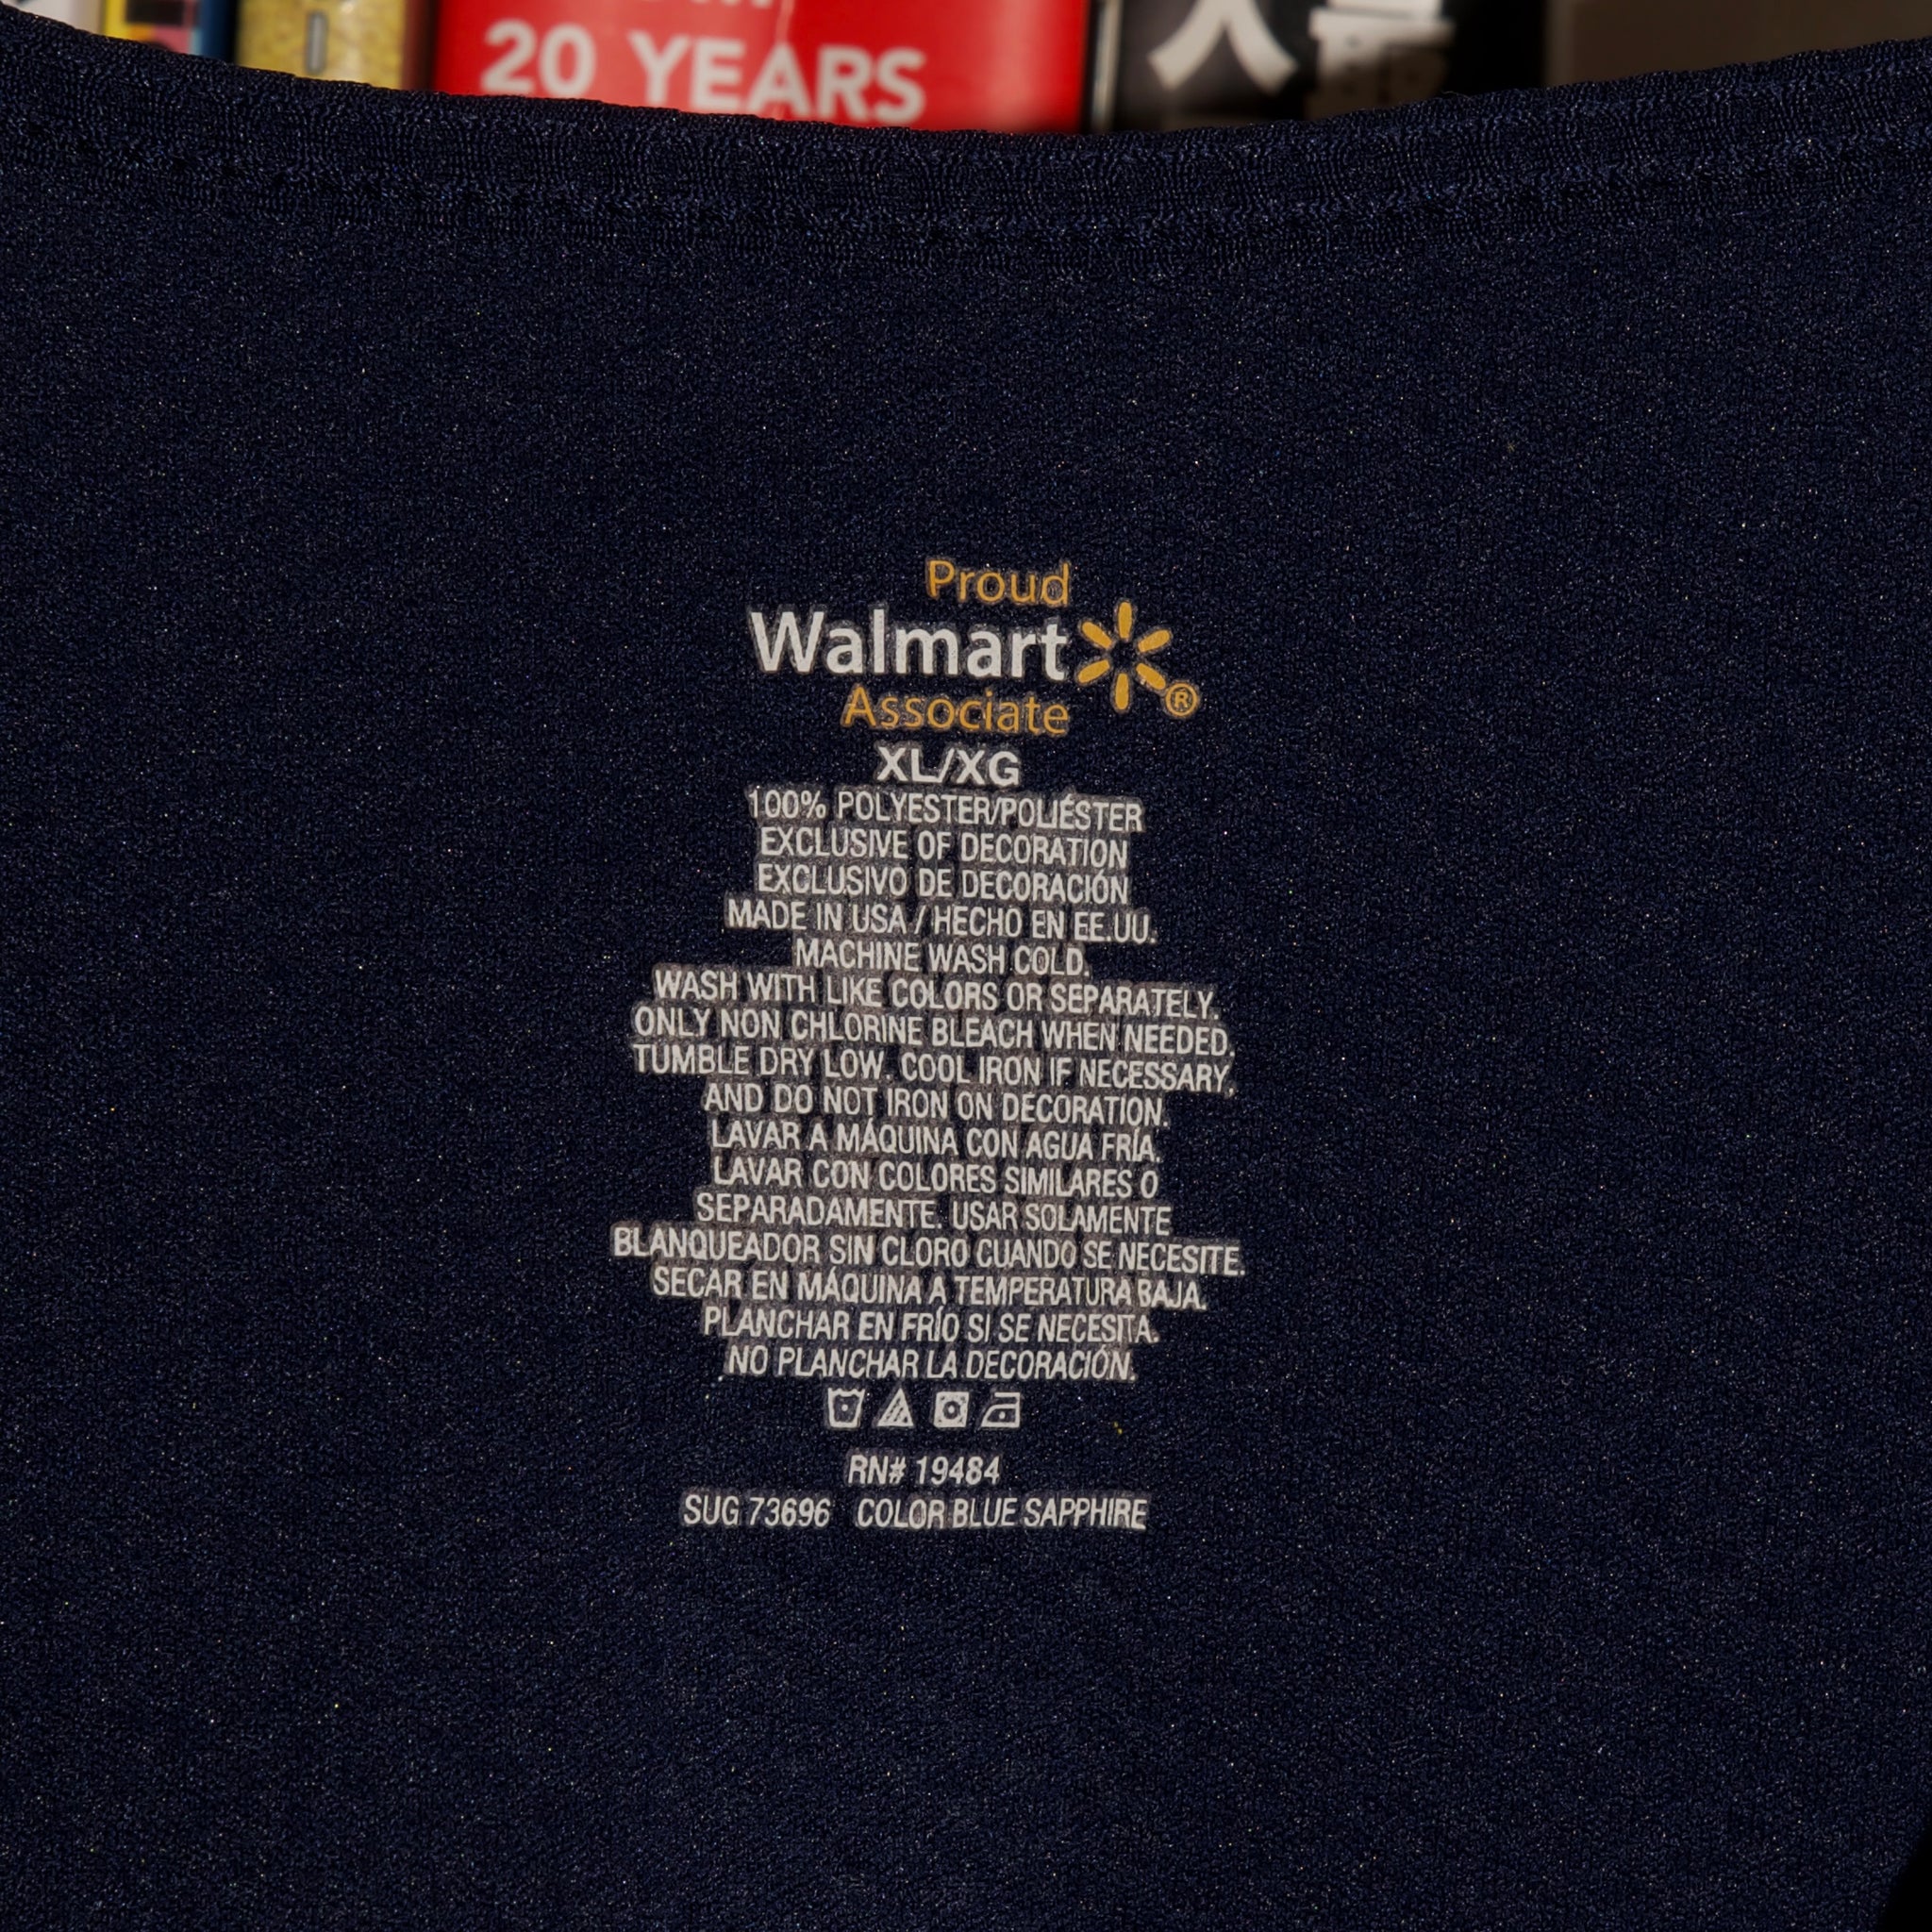 20 YEARS
Proud
Walmart
®
Associate
XL/XG
100% POLYESTER/POLIÉSTER
EXCLUSIVE OF DECORATION
EXCLUSIVO DE DECORACIÓN
MADE IN USA / HECHO EN EE.UU.
MACHINE WASH COLD.
WASH WITH LIKE COLORS OR SEPARATELY.
ONLY NON CHLORINE BLEACH WHEN NEEDED.
TUMBLE DRY LOW. COOL IRON IF NECESSARY,
AND DO NOT IRON ON DECORATION.
LAVAR A MÁQUINA CON AGUA FRÍA.
LAVAR CON COLORES SIMILARES O
SEPARADAMENTE. USAR SOLAMENTE
BLANQUEADOR SIN CLORO CUANDO SE NECESITE.
SECAR EN MÁQUINA A TEMPERATURA BAJA.
PLANCHAR EN FRÍO SI SE NECESITA.
NO PLANCHAR LA DECORACIÓN.
RN# 19484
SUG 73696 COLOR BLUE SAPPHIRE